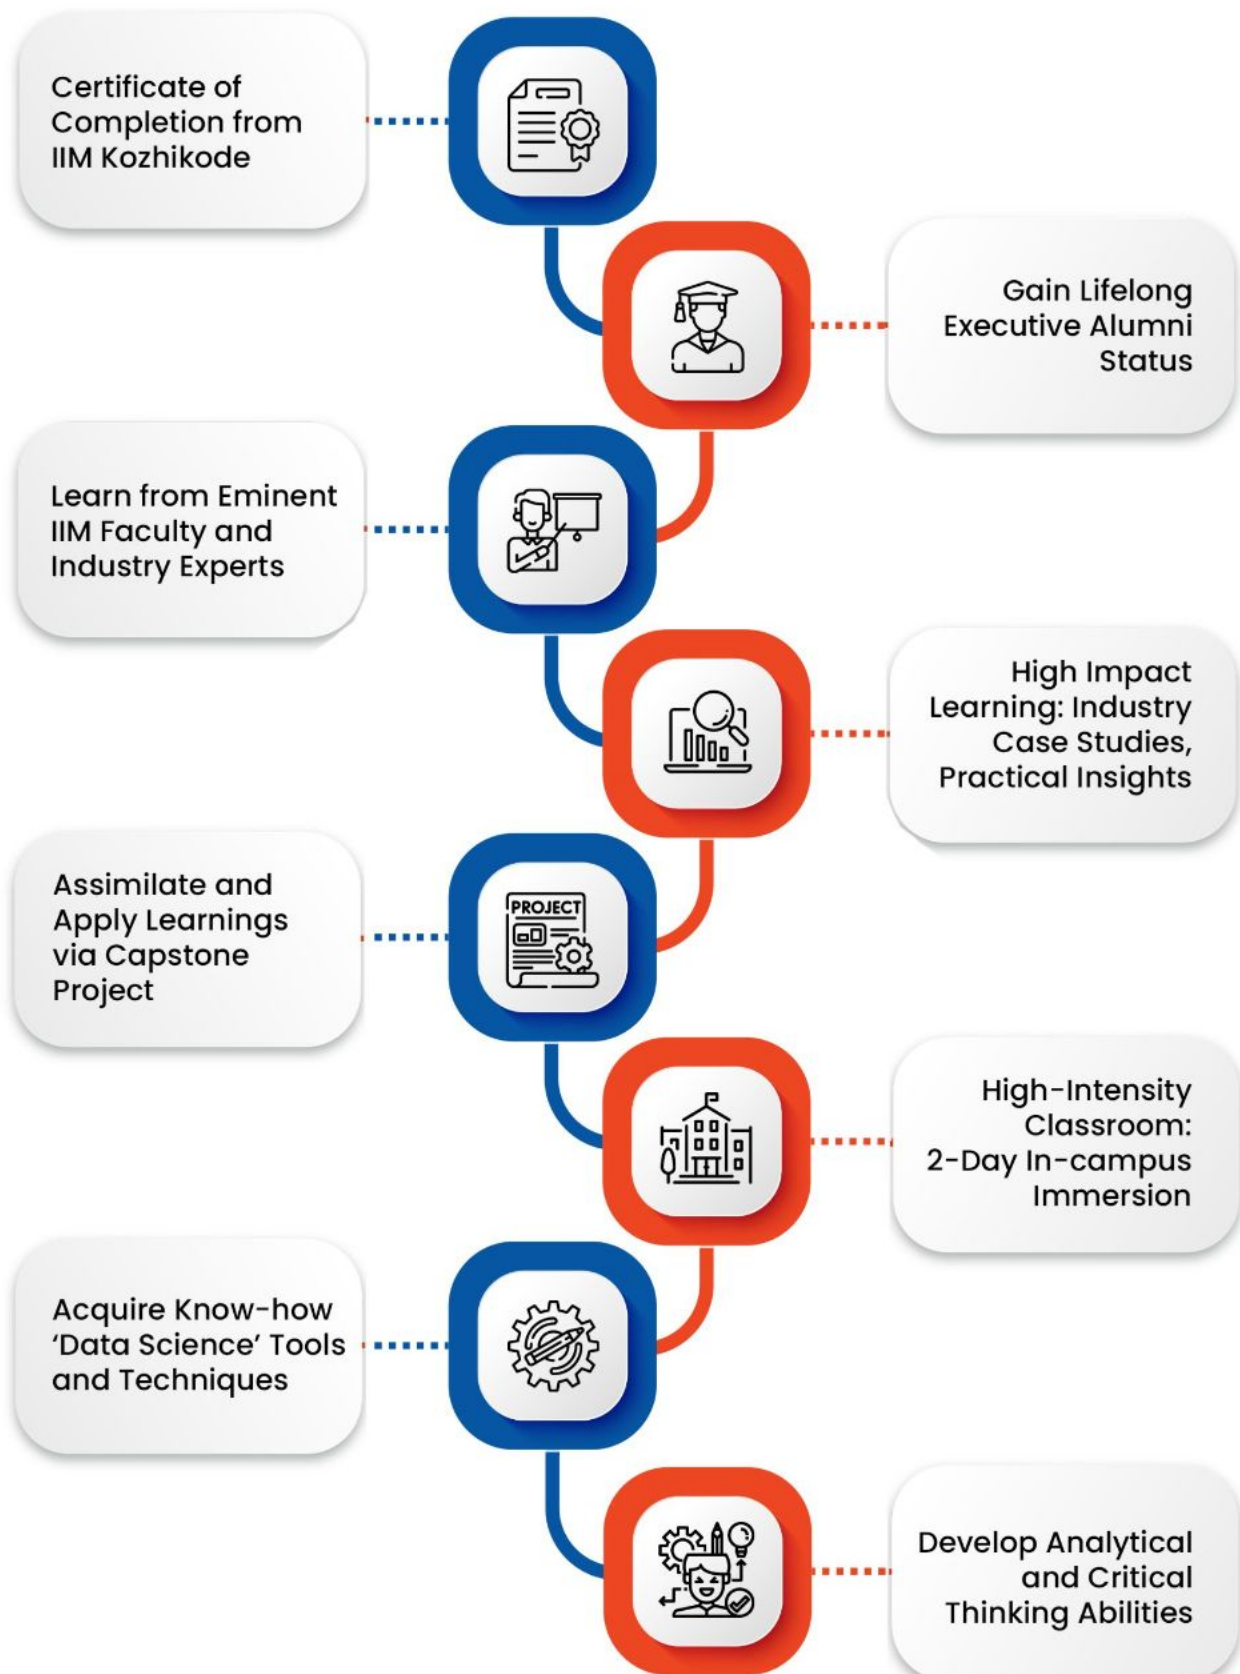 Certificate of
Completion from
IIM Kozhikode
Gain Lifelong
Executive Alumni
Status
Learn from Eminent
IIM Faculty and
Industry Experts
High Impact
Learning: Industry
Case Studies,
Practical Insights
Assimilate and
Apply Learnings
via Capstone
Project
PROJECT
High-Intensity
Classroom:
2-Day In-campus
Immersion
Acquire Know-how
‘Data Science’ Tools
and Techniques
Develop Analytical
and Critical
Thinking Abilities